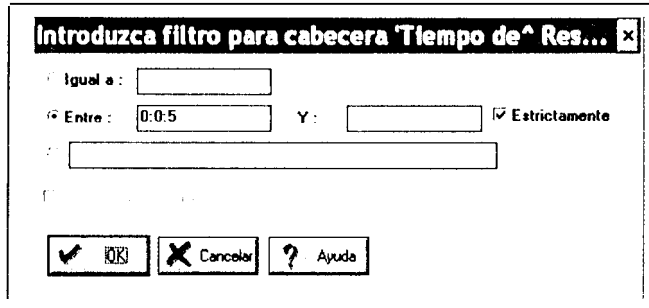 Introduzca filtro para cabecera 'Tiempo de^ Res...
Igual a :
Entre : 0:0:5 Y : Estrictamente
OK Cancelar ? Ayuda